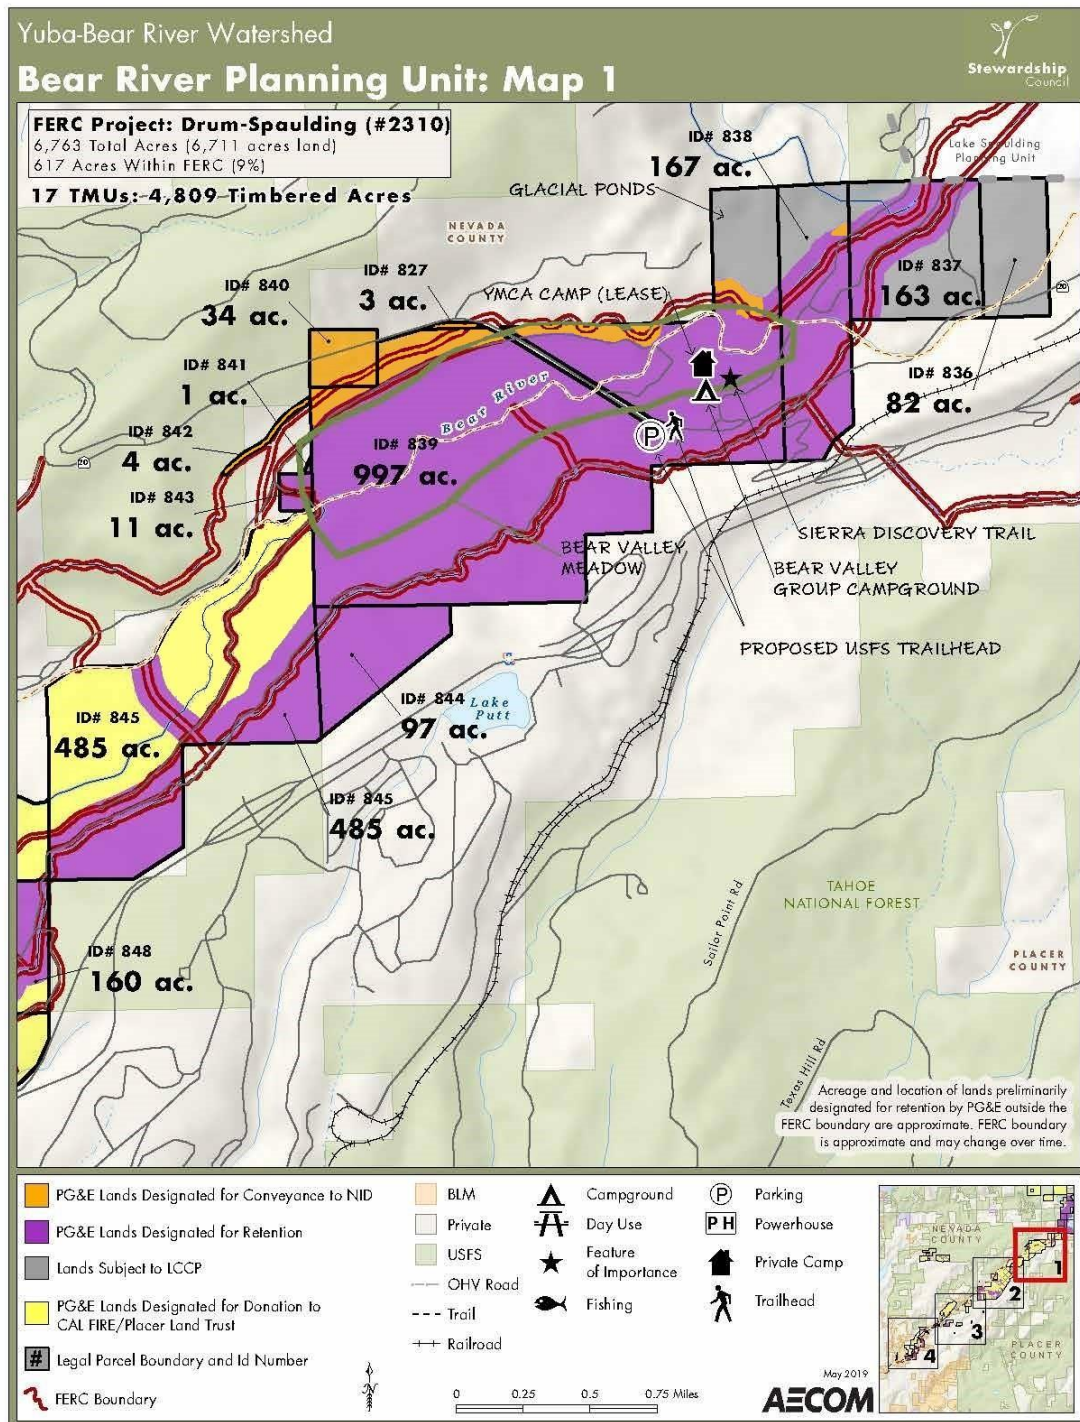 Yuba-Bear River Watershed
Bear River Planning Unit: Map 1
Stewardship
Council
FERC Project: Drum-Spaulding (#2310)
6,763 Total Acres (6,711 acres land)
617 Acres Within FERC (9%)
17 TMUs:-4,809 Timbered Acres
ID# 838
167 ac.
Lake Spaulding
Planning Unit
GLACIAL PONDS
NEVADA
COUNTY
ID# 827
3 ac.
ID# 840
34 ac.
YMCA CAMP (LEASE)
ID# 837
163 ac.
20
ID# 841
1 ac.
ID# 836
82 ac.
Bear River
ID# 842
4 ac.
20
ID# 839
997 ac.
P
ID# 843
11 ac.
SIERRA DISCOVERY TRAIL
BEAR VALLEY
MEADOW
BEAR VALLEY
GROUP CAMPGROUND
PROPOSED USFS TRAILHEAD
ID# 844
97 ac.
Lake
Putt
ID# 845
485 ac.
ID# 845
485 ac.
TAHOE
NATIONAL FOREST
Sailor Point Rd
ID# 848
160 ac.
PLACER
COUNTY
Texas Hill Rd
Acreage and location of lands preliminarily
designated for retention by PG&E outside the
FERC boundary are approximate. FERC boundary
is approximate and may change over time.
PG&E Lands Designated for Conveyance to NID
PG&E Lands Designated for Retention
Lands Subject to LCCP
PG&E Lands Designated for Donation to
CAL FIRE/Placer Land Trust
# Legal Parcel Boundary and Id Number
FERC Boundary
BLM
Private
USFS
OHV Road
Trail
Railroad
Campground
Day Use
Feature
of Importance
Fishing
P Parking
PH Powerhouse
Private Camp
Trailhead
0 0.25 0.5 0.75 Miles
May 2019
AECOM
NEVADA
COUNTY
1
2
3
4
PLACER
COUNTY